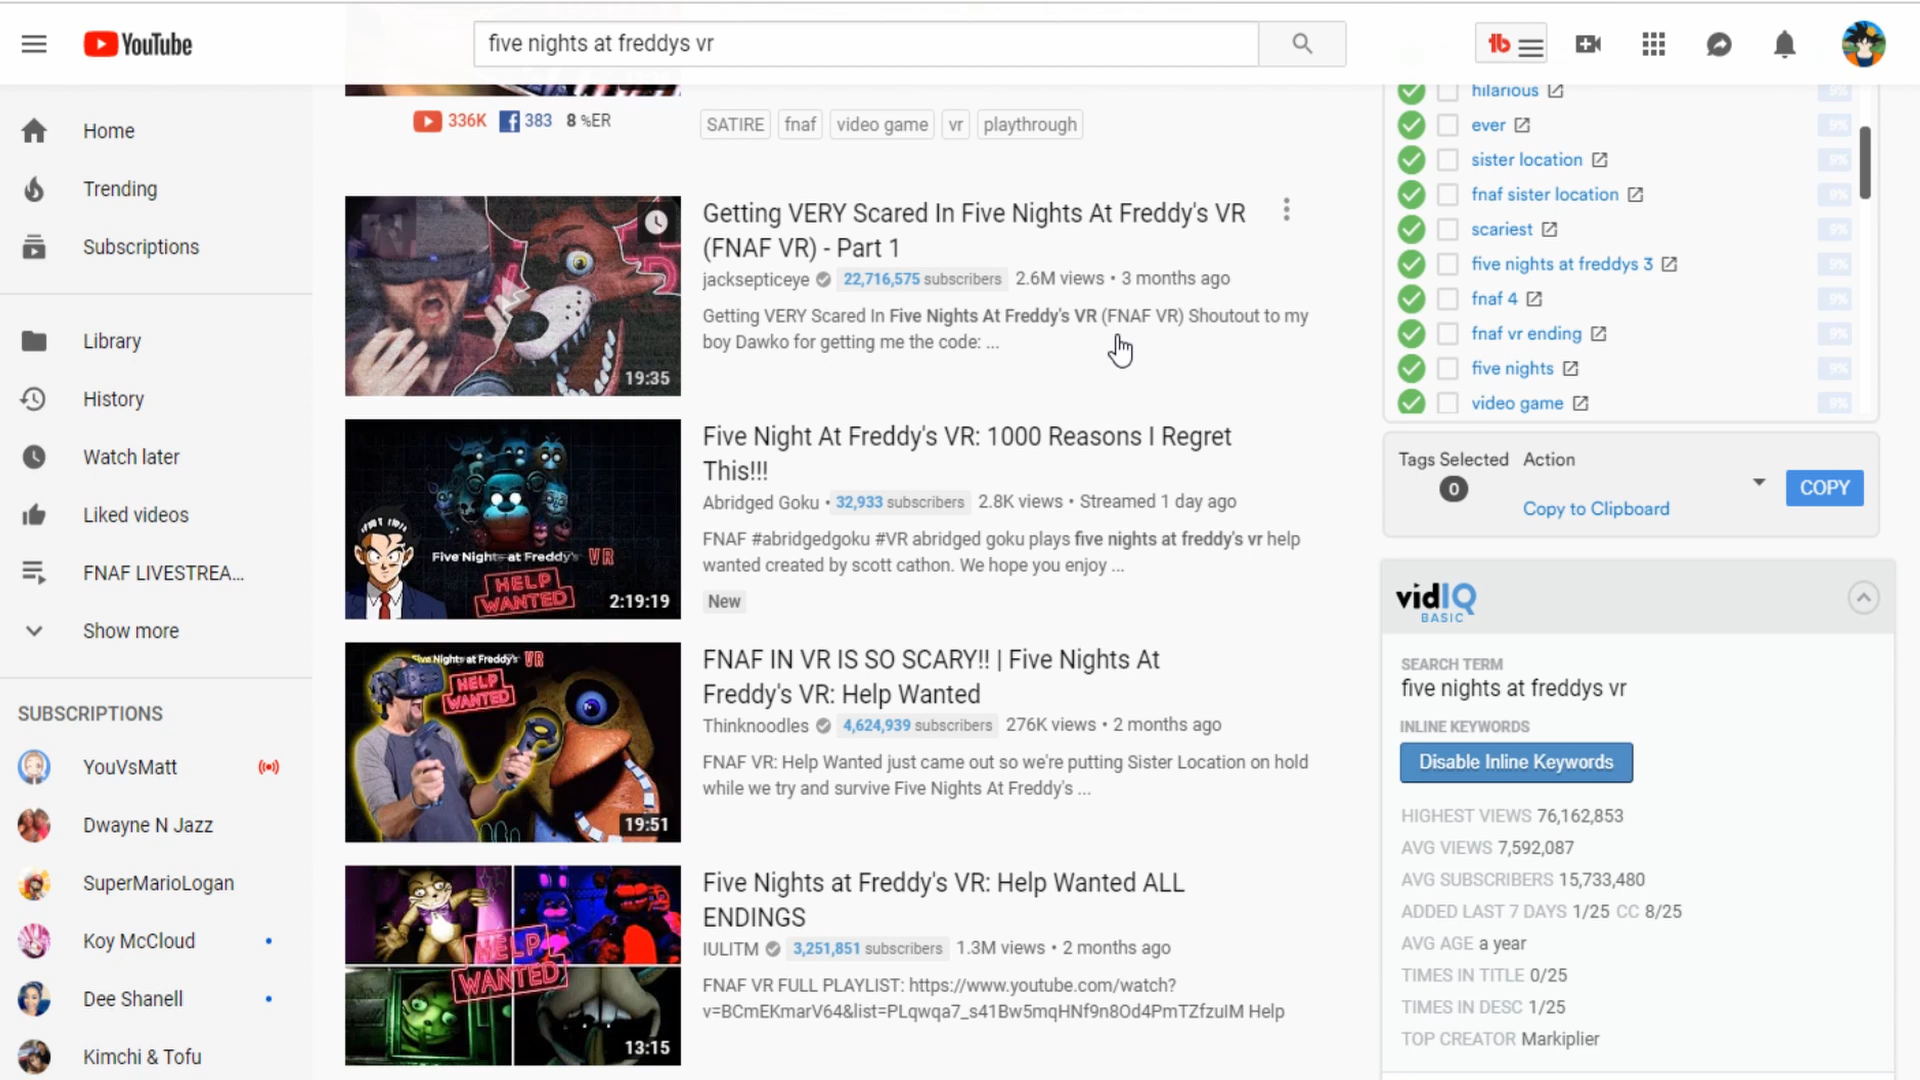 YouTube
five nights at freddys vr
Home
Trending
Subscriptions
Library
History
Watch later
Liked videos
FNAF LIVESTREA...
Show more
SUBSCRIPTIONS
YouVsMatt
Dwayne N Jazz
SuperMarioLogan
Koy McCloud
Dee Shanell
Kimchi & Tofu
336K 383 8 %ER
SATIRE fnaf video game vr playthrough
19:35
Getting VERY Scared In Five Nights At Freddy's VR
(FNAF VR) - Part 1
jacksepticeye 22,716,575 subscribers 2.6M views • 3 months ago
Getting VERY Scared In Five Nights At Freddy's VR (FNAF VR) Shoutout to my
boy Dawko for getting me the code: ...
Five Nights at Freddy's VR
HELP
WANTED
2:19:19
Five Night At Freddy's VR: 1000 Reasons I Regret
This!!!
Abridged Goku • 32,933 subscribers 2.8K views • Streamed 1 day ago
FNAF #abridgedgoku #VR abridged goku plays five nights at freddy's vr help
wanted created by scott cathon. We hope you enjoy ...
New
Five Nights at Freddy's VR
HELP
WANTED
19:51
FNAF IN VR IS SO SCARY!! | Five Nights At
Freddy's VR: Help Wanted
Thinknoodles 4,624,939 subscribers 276K views • 2 months ago
FNAF VR: Help Wanted just came out so we're putting Sister Location on hold
while we try and survive Five Nights At Freddy's ...
HELP
WANTED
13:15
Five Nights at Freddy's VR: Help Wanted ALL
ENDINGS
IULITM 3,251,851 subscribers 1.3M views • 2 months ago
FNAF VR FULL PLAYLIST: https://www.youtube.com/watch?
v=BCmEKmarV64&list=PLqwqa7_s41Bw5mqHNf9n8Od4PmTZfzuIM Help
hilarious 9%
ever 9%
sister location 9%
fnaf sister location 9%
scariest 9%
five nights at freddys 3 9%
fnaf 4 9%
fnaf vr ending 9%
five nights 9%
video game 9%
Tags Selected Action
0
Copy to Clipboard
COPY
vidIQ
BASIC
SEARCH TERM
five nights at freddys vr
INLINE KEYWORDS
Disable Inline Keywords
HIGHEST VIEWS 76,162,853
AVG VIEWS 7,592,087
AVG SUBSCRIBERS 15,733,480
ADDED LAST 7 DAYS 1/25 CC 8/25
AVG AGE a year
TIMES IN TITLE 0/25
TIMES IN DESC 1/25
TOP CREATOR Markiplier